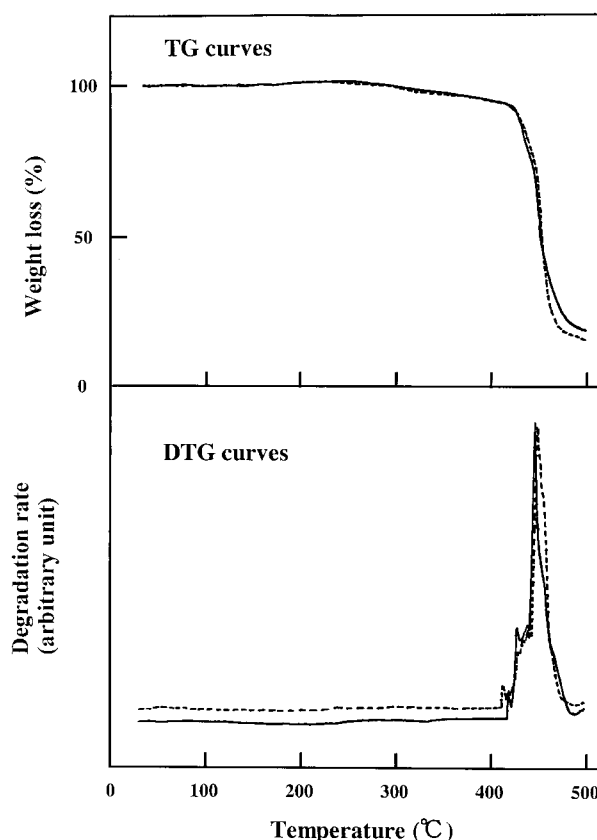 TG curves
100
50
0
Weight loss (%)
DTG curves
Degradation rate
(arbitrary unit)
0 100 200 300 400 500
Temperature (℃)